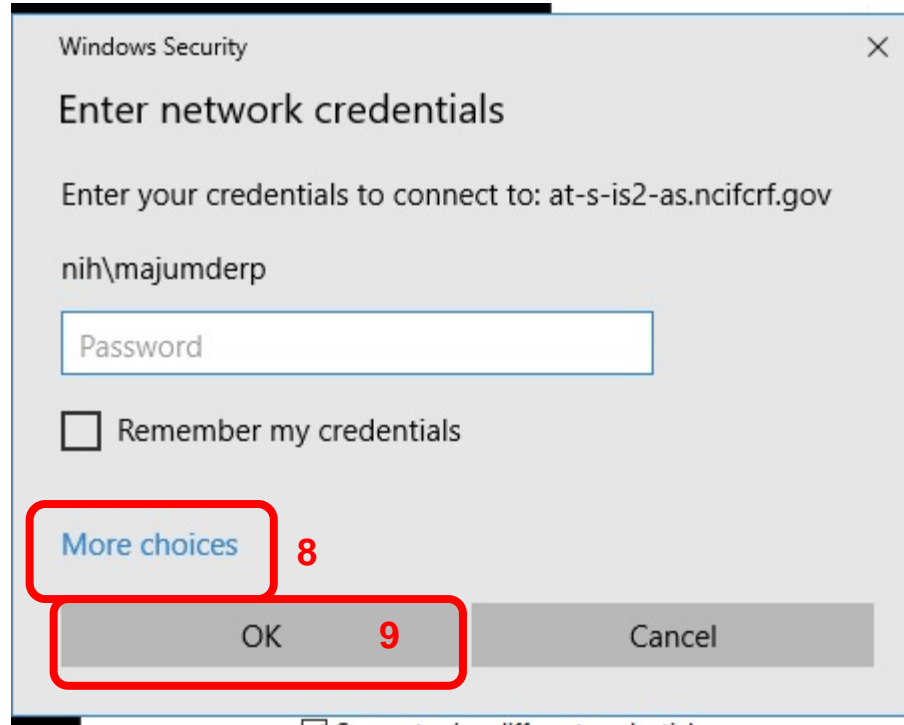 Windows Security
Enter network credentials
Enter your credentials to connect to: at-s-is2-as.ncifcrf.gov
nih\majumderp
Password
Remember my credentials
More choices 8
OK 9 Cancel